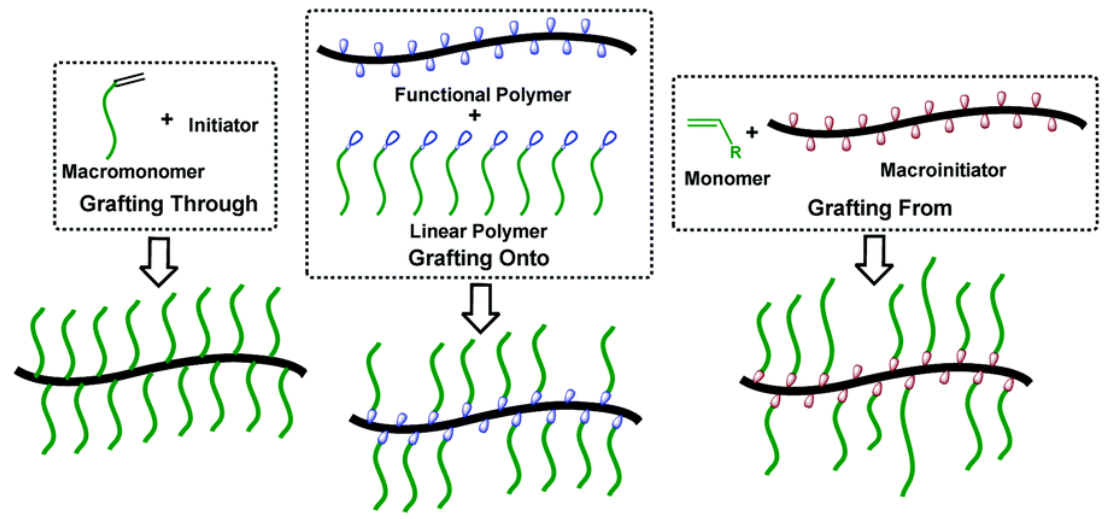 + Initiator
Macromonomer
Grafting Through
Functional Polymer
+
Linear Polymer
Grafting Onto
+
R
Monomer
Macroinitiator
Grafting From